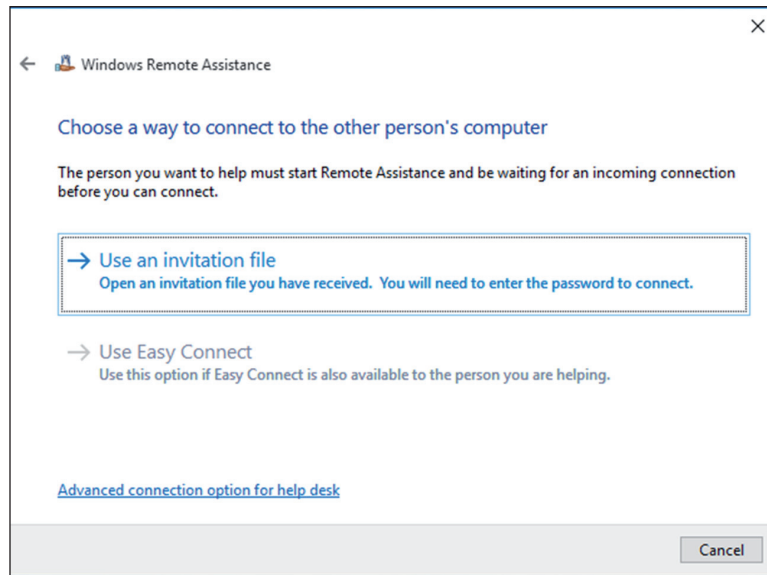 Windows Remote Assistance
Choose a way to connect to the other person's computer
The person you want to help must start Remote Assistance and be waiting for an incoming connection
before you can connect.
Use an invitation file
Open an invitation file you have received. You will need to enter the password to connect.
Use Easy Connect
Use this option if Easy Connect is also available to the person you are helping.
Advanced connection option for help desk
Cancel